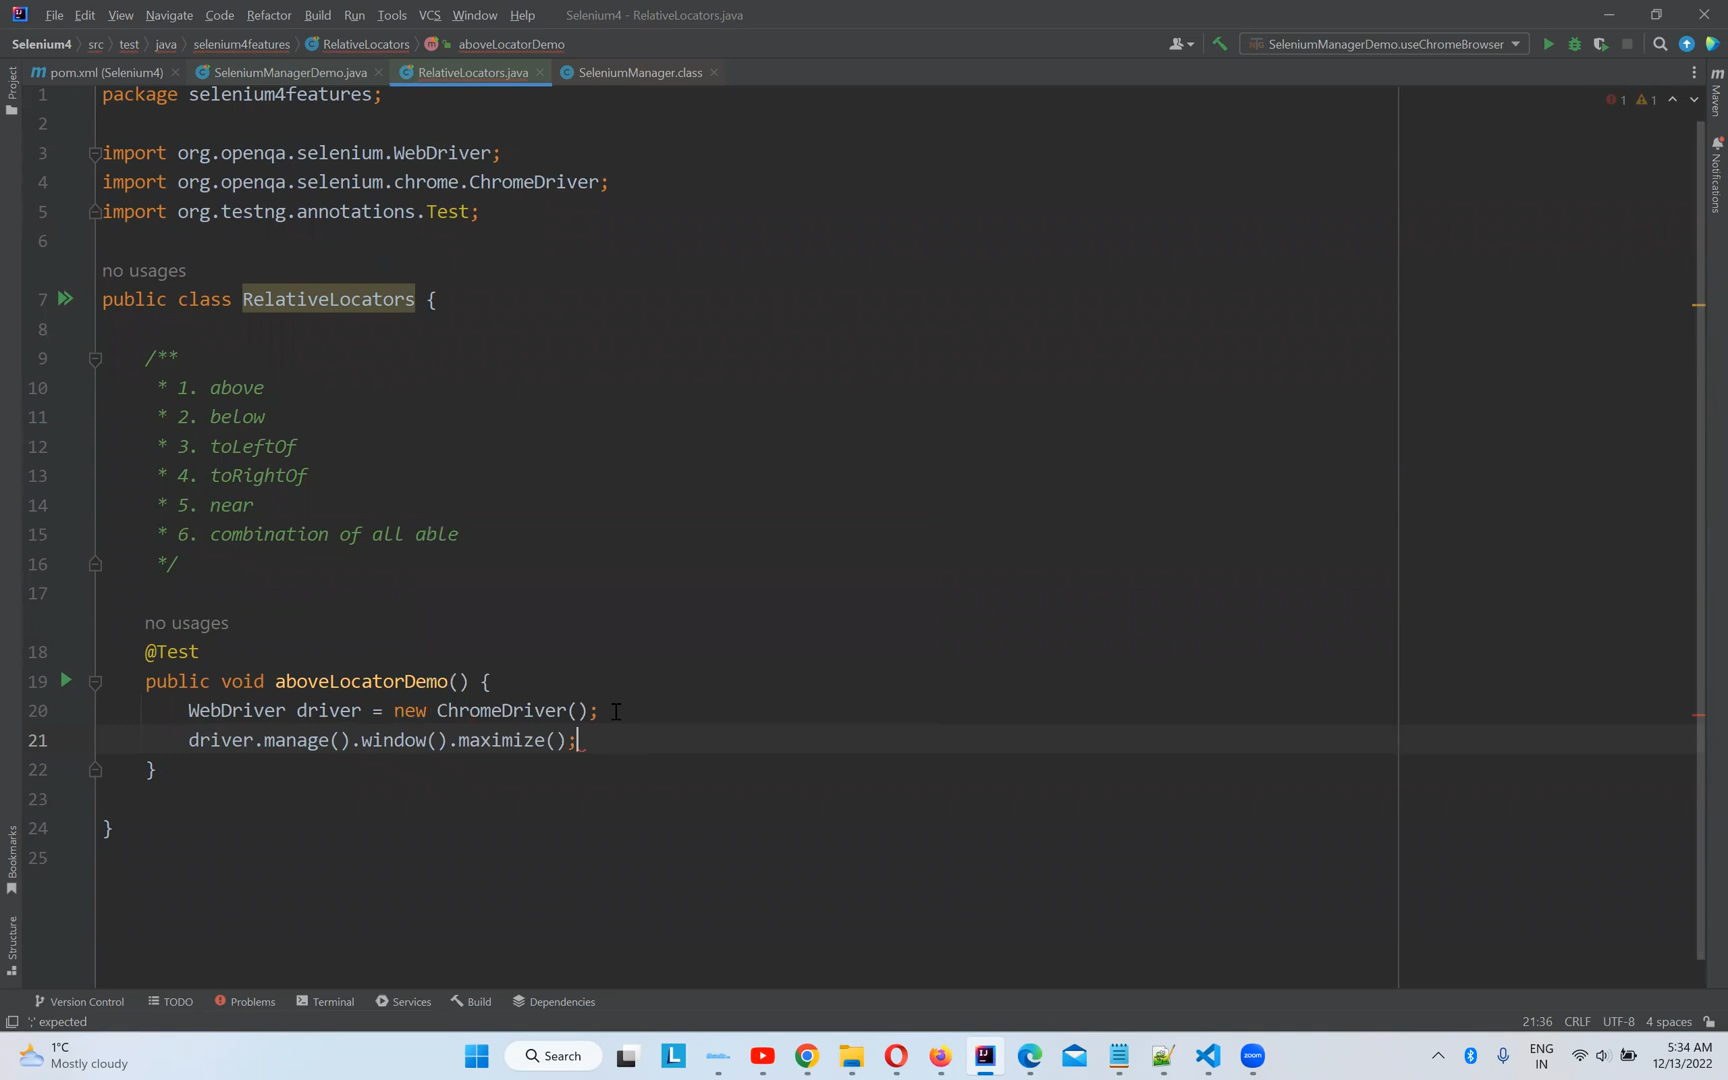 File Edit View Navigate Code Refactor Build Run Tools VCS Window Help Selenium4 - RelativeLocators.java
Selenium4 src test java selenium4features RelativeLocators aboveLocatorDemo SeleniumManagerDemo.useChromeBrowser
pom.xml (Selenium4) SeleniumManagerDemo.java RelativeLocators.java SeleniumManager.class
Project
Maven
Notifications
1 1
1 package selenium4features;
2
3 import org.openqa.selenium.WebDriver;
4 import org.openqa.selenium.chrome.ChromeDriver;
5 import org.testng.annotations.Test;
6
no usages
7 public class RelativeLocators {
8
9 /**
10 * 1. above
11 * 2. below
12 * 3. toLeftOf
13 * 4. toRightOf
14 * 5. near
15 * 6. combination of all able
16 */
17
no usages
18 @Test
19 public void aboveLocatorDemo() {
20 WebDriver driver = new ChromeDriver();
21 driver.manage().window().maximize();
22 }
23
24 }
25
Bookmarks
Structure
Version Control TODO Problems Terminal Services Build Dependencies
';' expected 21:36 CRLF UTF-8 4 spaces
1°C
Mostly cloudy
Search
L
zoom
ENG
IN
5:34 AM
12/13/2022